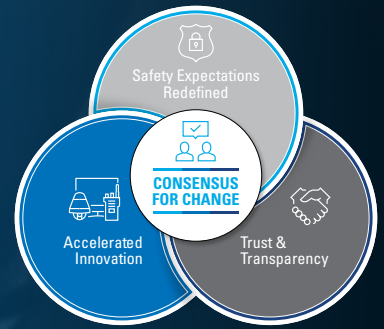 Safety Expectations
Redefined
CONSENSUS
FOR CHANGE
Accelerated
Innovation
Trust &
Transparency